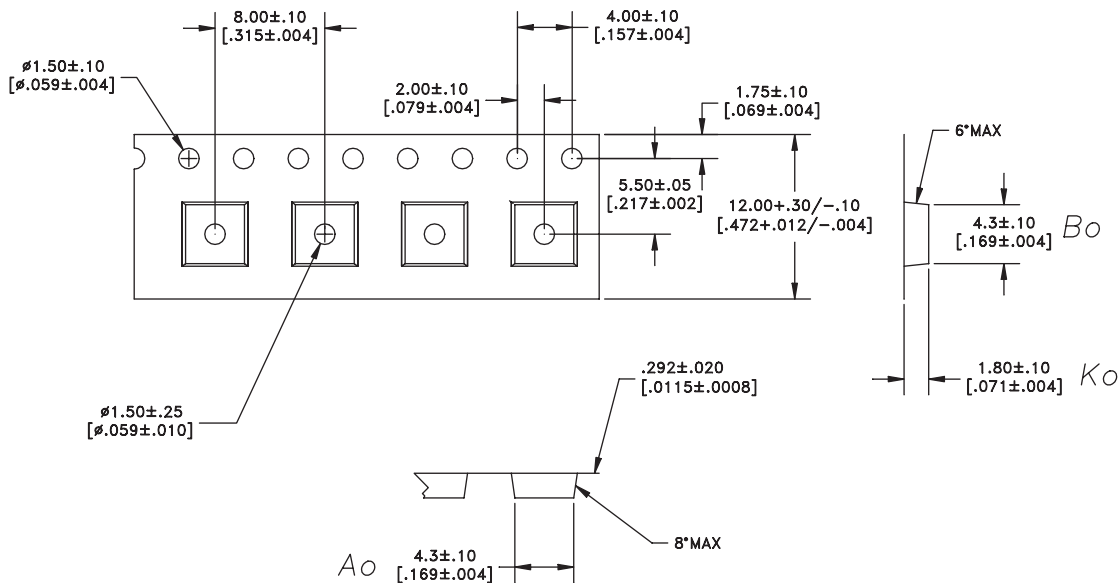 8.00±.10
[.315±.004]
4.00±.10
[.157±.004]
ø1.50±.10
[ø.059±.004]
2.00±.10
[.079±.004]
1.75±.10
[.069±.004]
6°MAX
5.50±.05
[.217±.002]
12.00+.30/-.10
[.472+.012/-.004]
4.3±.10
[.169±.004]
Bo
.292±.020
[.0115±.0008]
1.80±.10
[.071±.004]
Ko
ø1.50±.25
[ø.059±.010]
8°MAX
Ao
4.3±.10
[.169±.004]